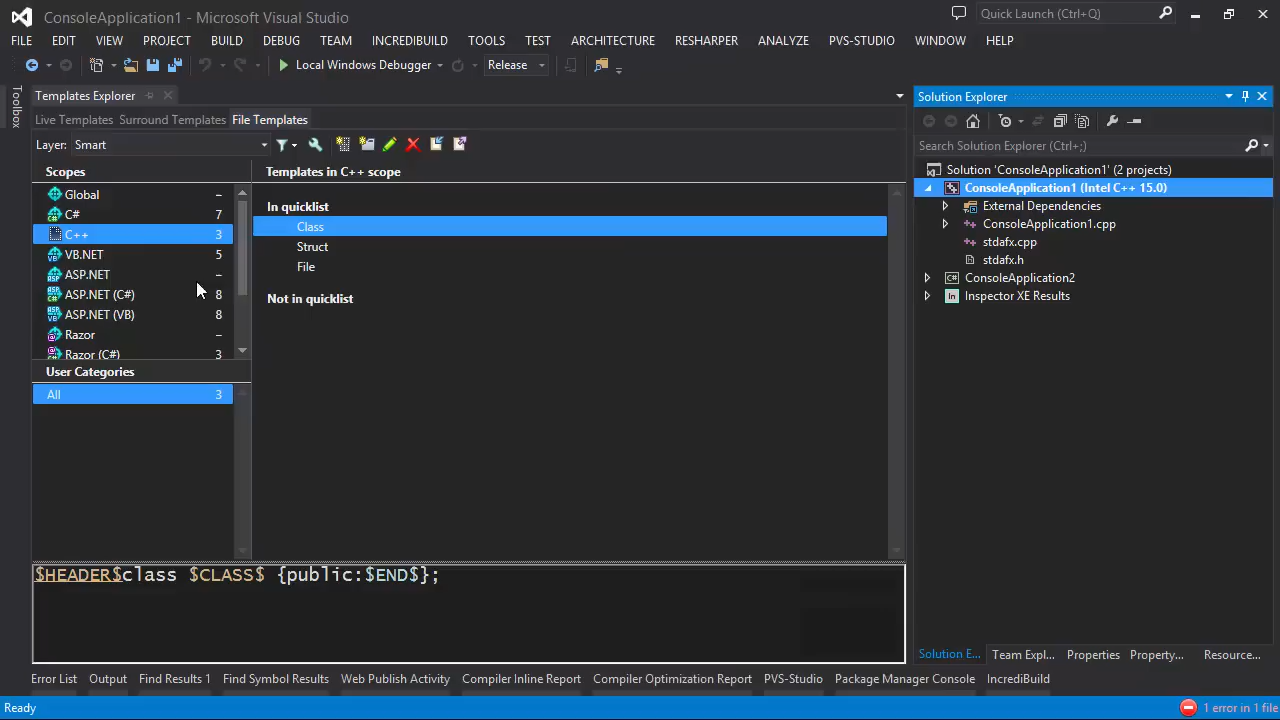 ConsoleApplication1 - Microsoft Visual Studio
Quick Launch (Ctrl+Q)
FILE EDIT VIEW PROJECT BUILD DEBUG TEAM INCREDIBUILD TOOLS TEST ARCHITECTURE RESHARPER ANALYZE PVS-STUDIO WINDOW HELP
Local Windows Debugger Release
Toolbox
Templates Explorer
Live Templates Surround Templates File Templates
Layer: Smart
Scopes
Global –
C# 7
C++ 3
VB.NET 5
ASP.NET –
ASP.NET (C#) 8
ASP.NET (VB) 8
Razor –
Razor (C#) 3
User Categories
All 3
Templates in C++ scope
In quicklist
Class
Struct
File
Not in quicklist
$HEADER$class $CLASS$ {public:$END$};
Solution Explorer
Search Solution Explorer (Ctrl+;)
Solution 'ConsoleApplication1' (2 projects)
ConsoleApplication1 (Intel C++ 15.0)
External Dependencies
ConsoleApplication1.cpp
stdafx.cpp
stdafx.h
ConsoleApplication2
Inspector XE Results
Solution E... Team Expl... Properties Property... Resource...
Error List Output Find Results 1 Find Symbol Results Web Publish Activity Compiler Inline Report Compiler Optimization Report PVS-Studio Package Manager Console IncrediBuild
Ready
1 error in 1 file